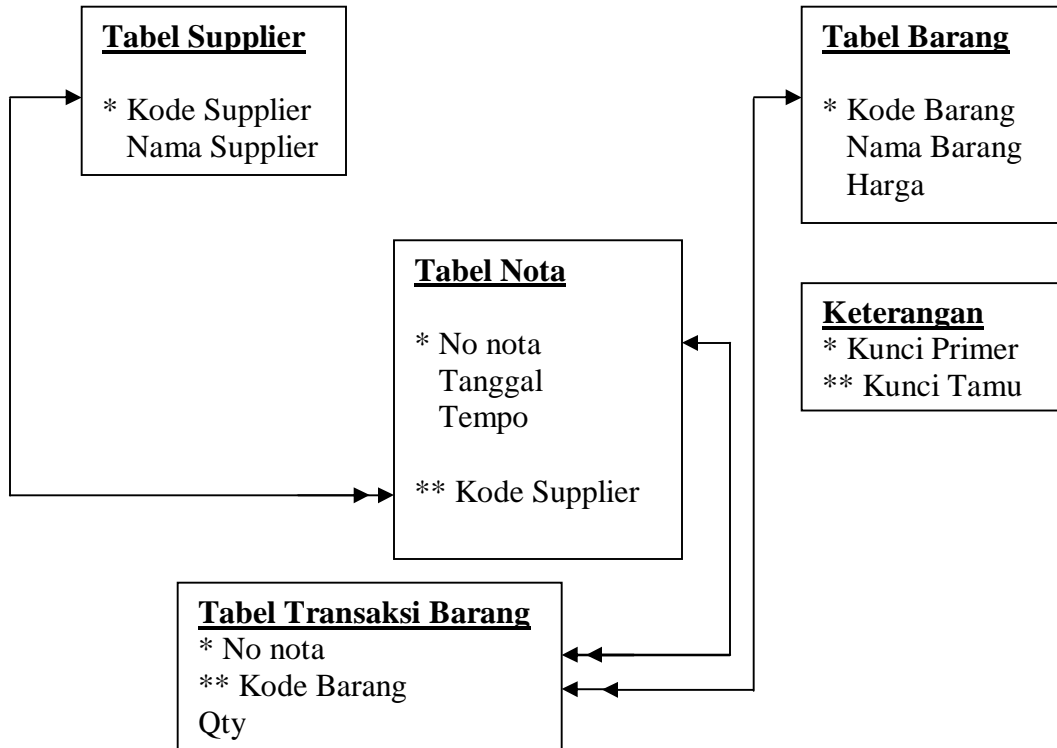 Tabel Supplier
* Kode Supplier
Nama Supplier
Tabel Barang
* Kode Barang
Nama Barang
Harga
Tabel Nota
* No nota
Tanggal
Tempo
** Kode Supplier
Keterangan
* Kunci Primer
** Kunci Tamu
Tabel Transaksi Barang
* No nota
** Kode Barang
Qty